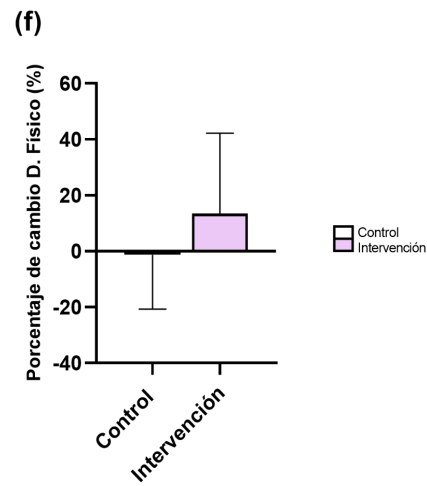 (f)
Porcentaje de cambio D. Físico (%)
60
40
20
0
-20
-40
Control
Intervención
Control
Intervención